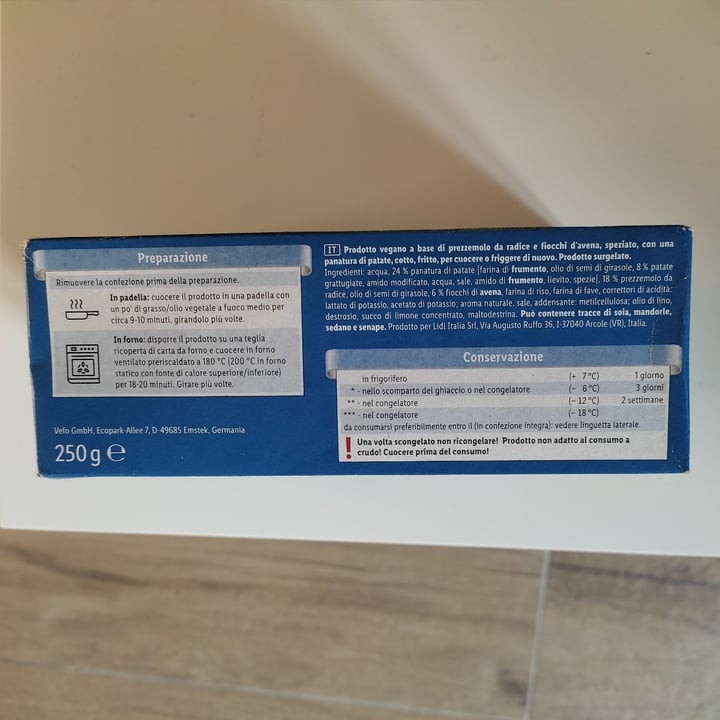 Preparazione
Rimuovere la confezione prima della preparazione.
In padella: cuocere il prodotto in una padella con
un po' di grasso/olio vegetale a fuoco medio per
circa 9-10 minuti, girandolo più volte.
In forno: disporre il prodotto su una teglia
ricoperta di carta da forno e cuocere in forno
ventilato preriscaldato a 180 °C (200 °C in forno
statico con fonte di calore superiore/inferiore)
per 18-20 minuti. Girare più volte.
Vefo GmbH, Ecopark-Allee 7, D-49685 Emstek, Germania
250 g e
IT Prodotto vegano a base di prezzemolo da radice e fiocchi d'avena, speziato, con una
panatura di patate, cotto, fritto, per cuocere o friggere di nuovo. Prodotto surgelato.
Ingredienti: acqua, 24 % panatura di patate [farina di frumento, olio di semi di girasole, 8 % patate
grattugiate, amido modificato, acqua, sale, amido di frumento, lievito, spezie], 18 % prezzemolo da
radice, olio di semi di girasole, 6 % fiocchi di avena, farina di riso, farina di fave, correttori di acidità:
lattato di potassio, acetato di potassio; aroma naturale, sale, addensante: metilcellulosa; olio di lino,
destrosio, succo di limone concentrato, maltodestrina. Può contenere tracce di soia, mandorle,
sedano e senape. Prodotto per Lidl Italia Srl, Via Augusto Ruffo 36, I-37040 Arcole (VR), Italia.
Conservazione
in frigorifero (+ 7 °C) 1 giorno
* - nello scomparto del ghiaccio o nel congelatore (- 6 °C) 3 giorni
** - nel congelatore (- 12 °C) 2 settimane
*** - nel congelatore (- 18 °C)
da consumarsi preferibilmente entro il (in confezione integra): vedere linguetta laterale.
! Una volta scongelato non ricongelare! Prodotto non adatto al consumo a
crudo! Cuocere prima del consumo!